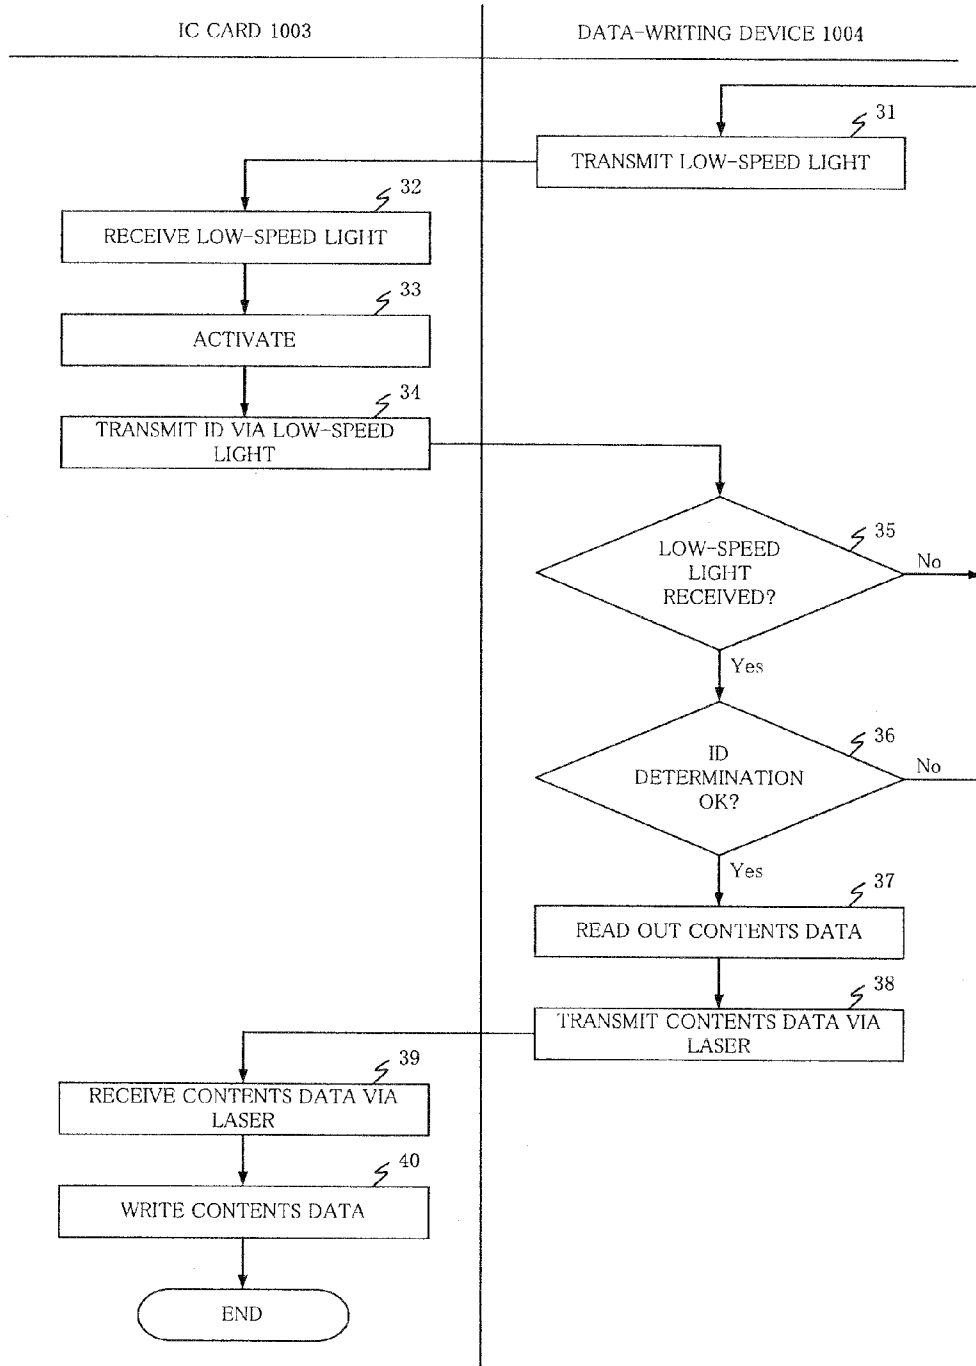 IC CARD 1003
DATA-WRITING DEVICE 1004
31
TRANSMIT LOW-SPEED LIGHT
32
RECEIVE LOW-SPEED LIGHT
33
ACTIVATE
34
TRANSMIT ID VIA LOW-SPEED
LIGHT
35
LOW-SPEED
LIGHT
RECEIVED?
No
Yes
36
ID
DETERMINATION
OK?
No
Yes
37
READ OUT CONTENTS DATA
38
TRANSMIT CONTENTS DATA VIA
LASER
39
RECEIVE CONTENTS DATA VIA
LASER
40
WRITE CONTENTS DATA
END